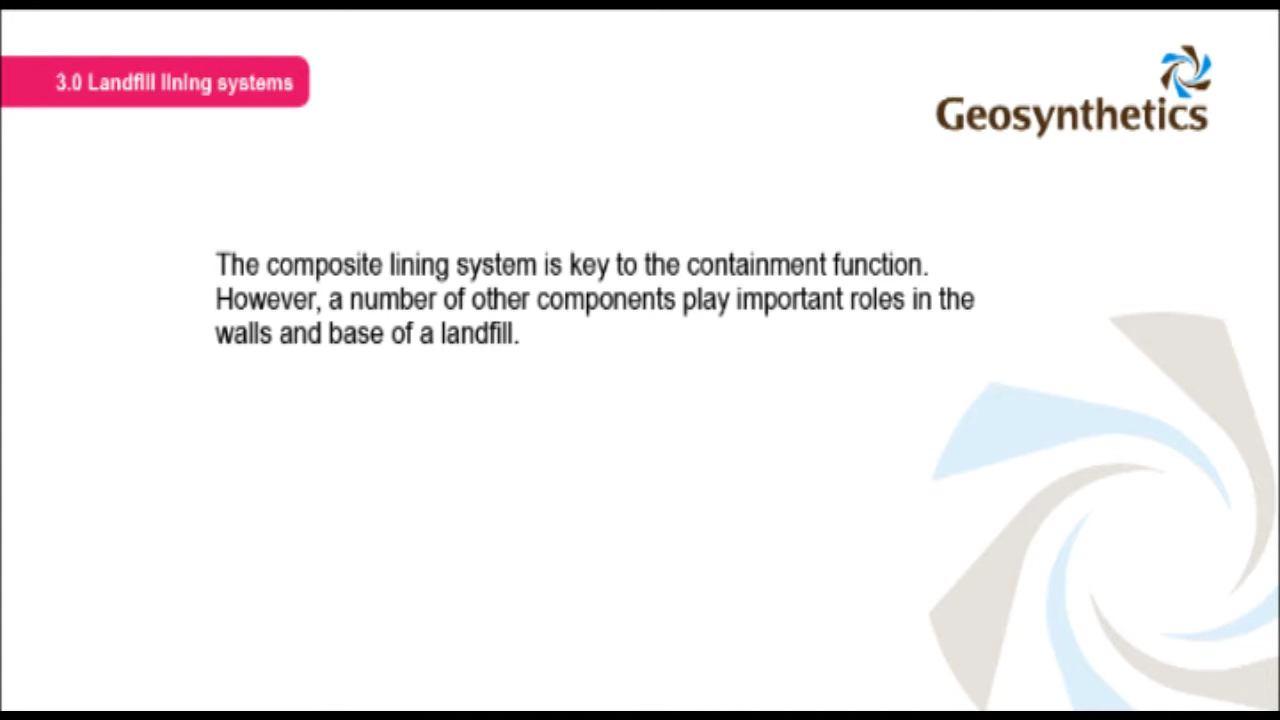 3.0 Landfill lining systems
Geosynthetics
The composite lining system is key to the containment function.
However, a number of other components play important roles in the
walls and base of a landfill.